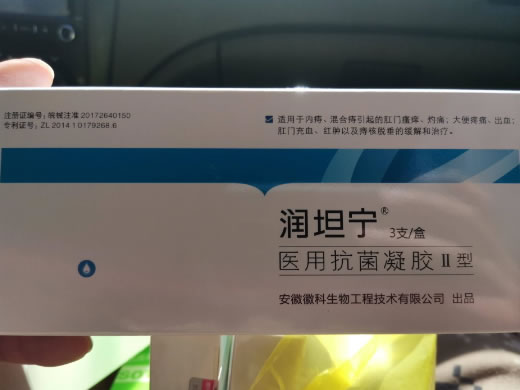 注册证编号：皖械注准 20172640150
专利证号：ZL 2014 1 0179268.6
适用于内痔、混合痔引起的肛门瘙痒、灼痛；大便疼痛、出血；
肛门充血、红肿以及痔核脱垂的缓解和治疗。
润坦宁® 3支/盒
医用抗菌凝胶 II 型
安徽徽科生物工程技术有限公司 出品